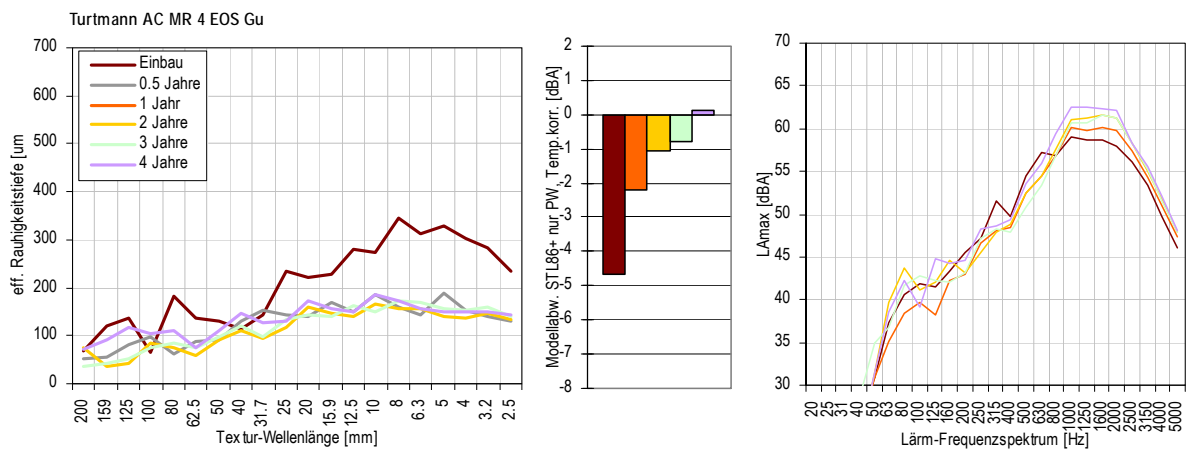 Turtmann AC MR 4 EOS Gu
eff. Rauhigkeitstiefe [um
700
600
500
400
300
200
100
0
Einbau
0.5 Jahre
1 Jahr
2 Jahre
3 Jahre
4 Jahre
200 159 125 100 80 62.5 50 40 31.7 25 20 15.9 12.5 10 8 6.3 5 4 3.2 2.5
Textur-Wellenlänge [mm]
Modellabw. STL86+ nur PW, Temp.korr. [dBA]
2
1
0
-1
-2
-3
-4
-5
-6
-7
-8
LAmax [dBA]
70
65
60
55
50
45
40
35
30
20 25 31 40 50 63 80 100 125 160 200 250 315 400 500 630 800 1000 1250 1600 2000 2500 3150 4000 5000
Lärm-Frequenzspektrum [Hz]